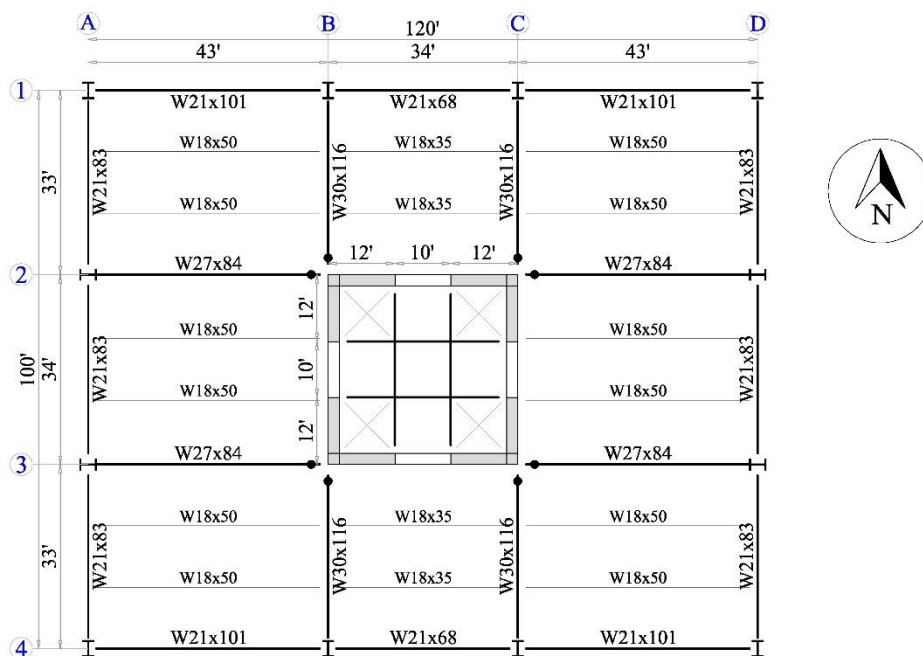 A B C D
120'
43' 34' 43'
1
W21x101 W21x68 W21x101
W18x50 W18x35 W18x50
33' W21x83 W30x116 W30x116 W21x83
W18x50 W18x35 W18x50
N
12' 10' 12'
2
W27x84 W27x84
12'
W18x50 W18x50
100' 34' W21x83 10' W21x83
W18x50 W18x50
12'
W27x84 W27x84
3
W18x50 W18x35 W18x50
33' W21x83 W30x116 W30x116 W21x83
W18x50 W18x35 W18x50
W21x101 W21x68 W21x101
4